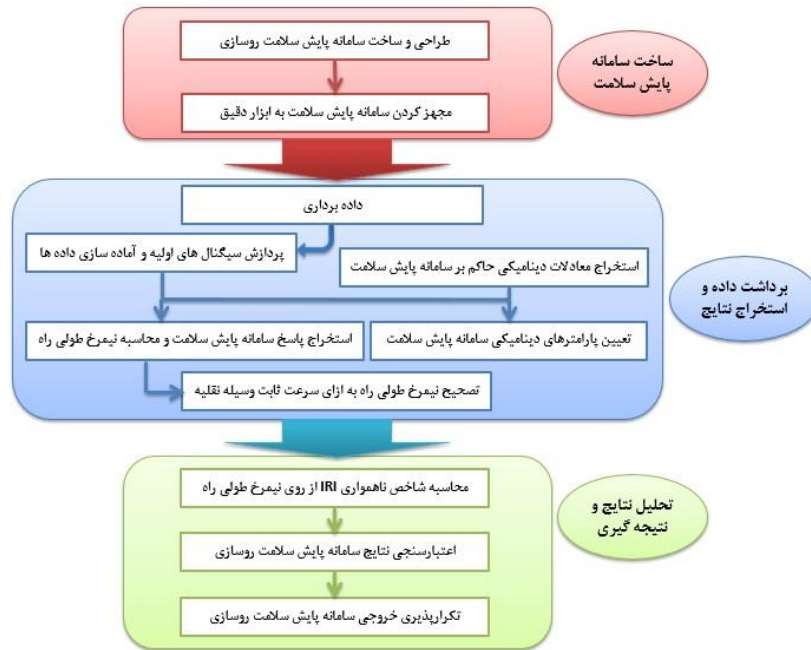 طراحی و ساخت سامانه پایش سلامت روسازی
ساخت سامانه
پایش سلامت
مجهز کردن سامانه پایش سلامت به ابزار دقیق
داده برداری
پردازش سیگنال های اولیه و آماده سازی داده ها
استخراج معادلات دینامیکی حاکم بر سامانه پایش سلامت
برداشت داده و
استخراج نتایج
تعیین پارامترهای دینامیکی سامانه پایش سلامت
استخراج پاسخ سامانه پایش سلامت و محاسبه نیمرخ طولی راه
تصحیح نیمرخ طولی راه به ازای سرعت ثابت وسیله نقلیه
محاسبه شاخص ناهمواری IRI از روی نیمرخ طولی راه
تحلیل نتایج و
نتیجه گیری
اعتبارسنجی نتایج سامانه پایش سلامت روسازی
تکرارپذیری خروجی سامانه پایش سلامت روسازی